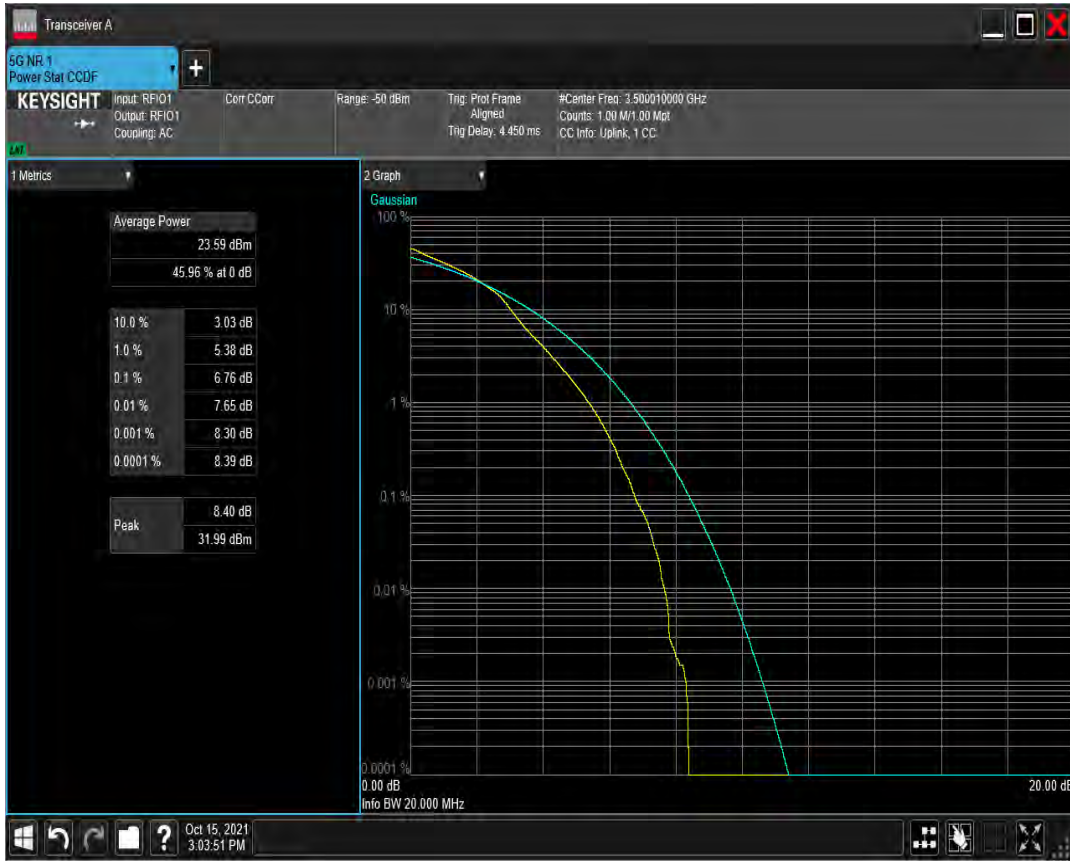 Transceiver A
5G NR 1
Power Stat CCDF
+
KEYSIGHT
Input: RFIO1
Output: RFIO1
Coupling: AC
Corr CCorr
Range: -50 dBm
Trig: Prot Frame
Aligned
Trig Delay: 4.450 ms
#Center Freq: 3.500010000 GHz
Counts: 1.00 M/1.00 Mpt
CC Info: Uplink, 1 CC
1 Metrics
Average Power
23.59 dBm
45.96 % at 0 dB
10.0 % 3.03 dB
1.0 % 5.38 dB
0.1 % 6.76 dB
0.01 % 7.65 dB
0.001 % 8.30 dB
0.0001 % 8.39 dB
Peak 8.40 dB
31.99 dBm
2 Graph
Gaussian
100 %
10 %
1 %
0.1 %
0.01 %
0.001 %
0.0001 %
0.00 dB
20.00 dB
Info BW 20.000 MHz
?
Oct 15, 2021
3:03:51 PM